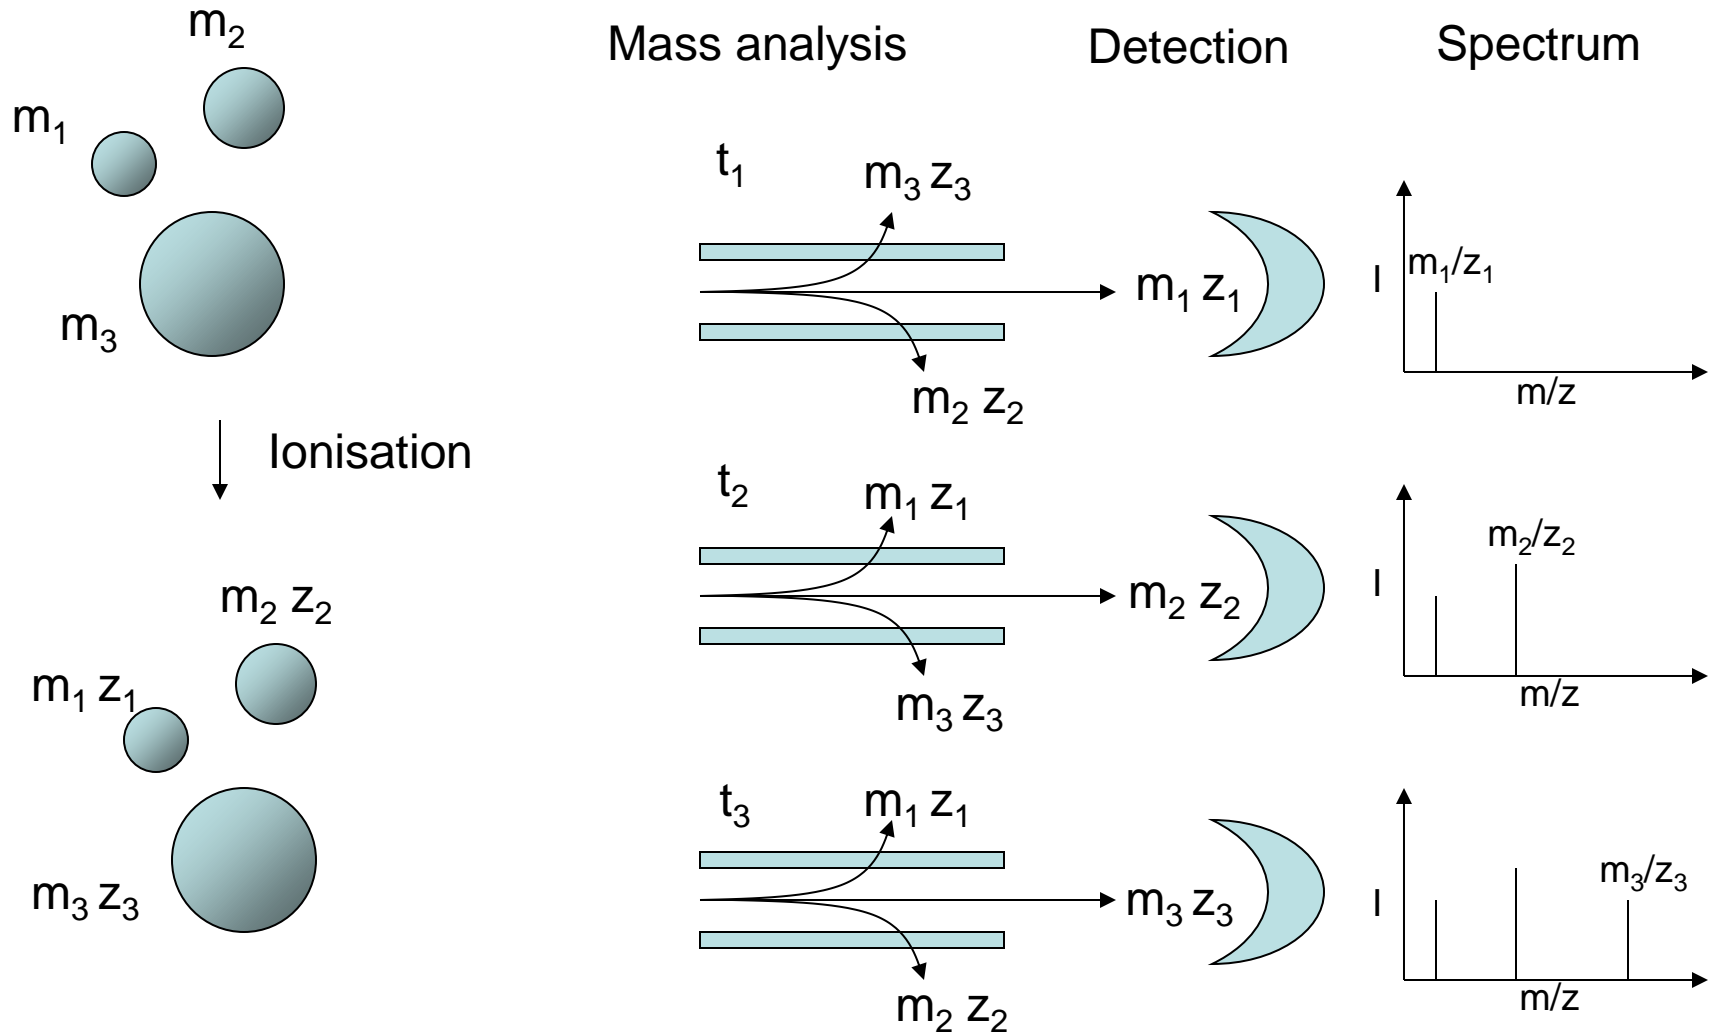 m₂
m₁
m₃
Ionisation
m₂ z₂
m₁ z₁
m₃ z₃
Mass analysis
Detection
Spectrum
t₁
m₃ z₃
m₁ z₁
m₂ z₂
I
m₁/z₁
m/z
t₂
m₁ z₁
m₂ z₂
m₃ z₃
I
m₂/z₂
m/z
t₃
m₁ z₁
m₃ z₃
m₂ z₂
I
m₃/z₃
m/z